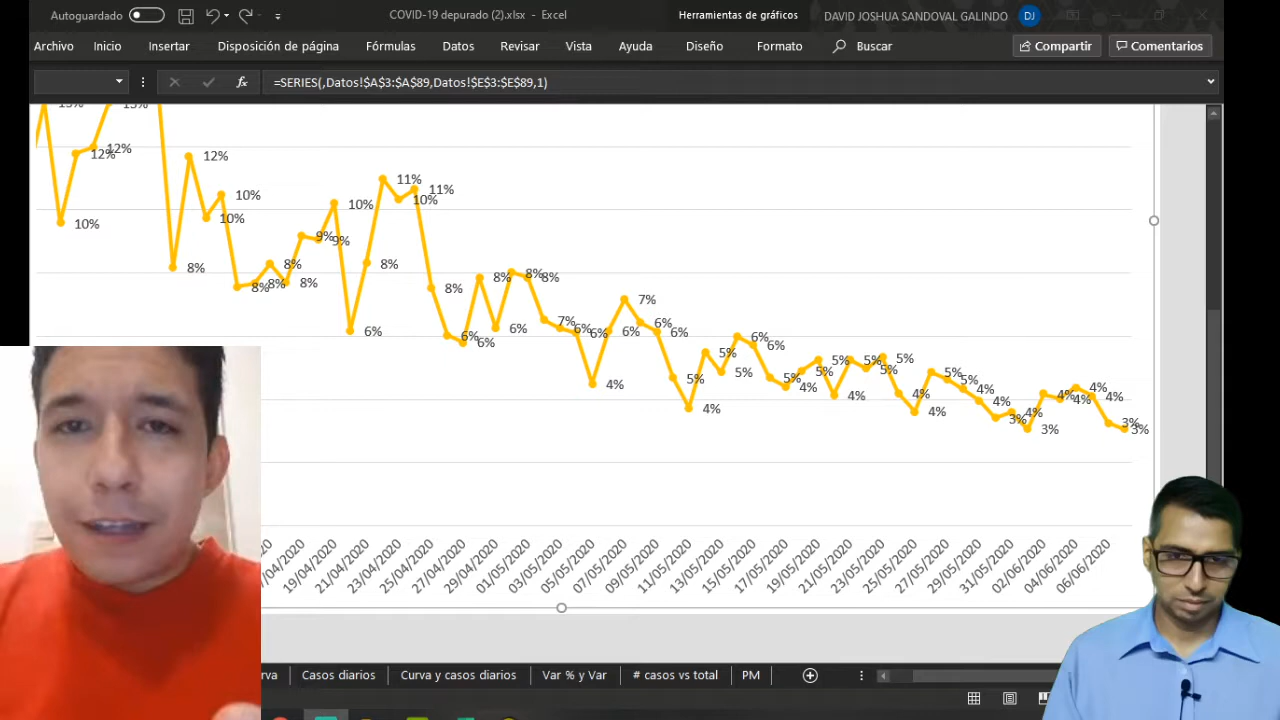 Autoguardado
COVID-19 depurado (2).xlsx - Excel
Herramientas de gráficos
DAVID JOSHUA SANDOVAL GALINDO
DJ
Archivo Inicio Insertar Disposición de página Fórmulas Datos Revisar Vista Ayuda Diseño Formato Buscar
Compartir Comentarios
fx =SERIES(,Datos!$A$3:$A$89,Datos!$E$3:$E$89,1)
12% 12% 12%
10% 10% 11% 11%
10% 10% 10%
9% 9%
8% 8% 8%
8% 8% 8% 8% 8% 8% 8%
7%
6% 6% 6% 6% 7% 6% 6% 6% 6% 6%
6% 6%
5% 5% 5% 5% 5%
4% 5% 5% 5% 5% 5% 5%
4% 4% 4% 4% 4% 4% 4% 4%
4% 4% 4% 4%
3% 3% 3% 3%
19/04/2020 21/04/2020 23/04/2020 25/04/2020 27/04/2020 29/04/2020 01/05/2020 03/05/2020 05/05/2020 07/05/2020 09/05/2020 11/05/2020 13/05/2020 15/05/2020 17/05/2020 19/05/2020 21/05/2020 23/05/2020 25/05/2020 27/05/2020 29/05/2020 31/05/2020 02/06/2020 04/06/2020 06/06/2020
rva Casos diarios Curva y casos diarios Var % y Var # casos vs total PM